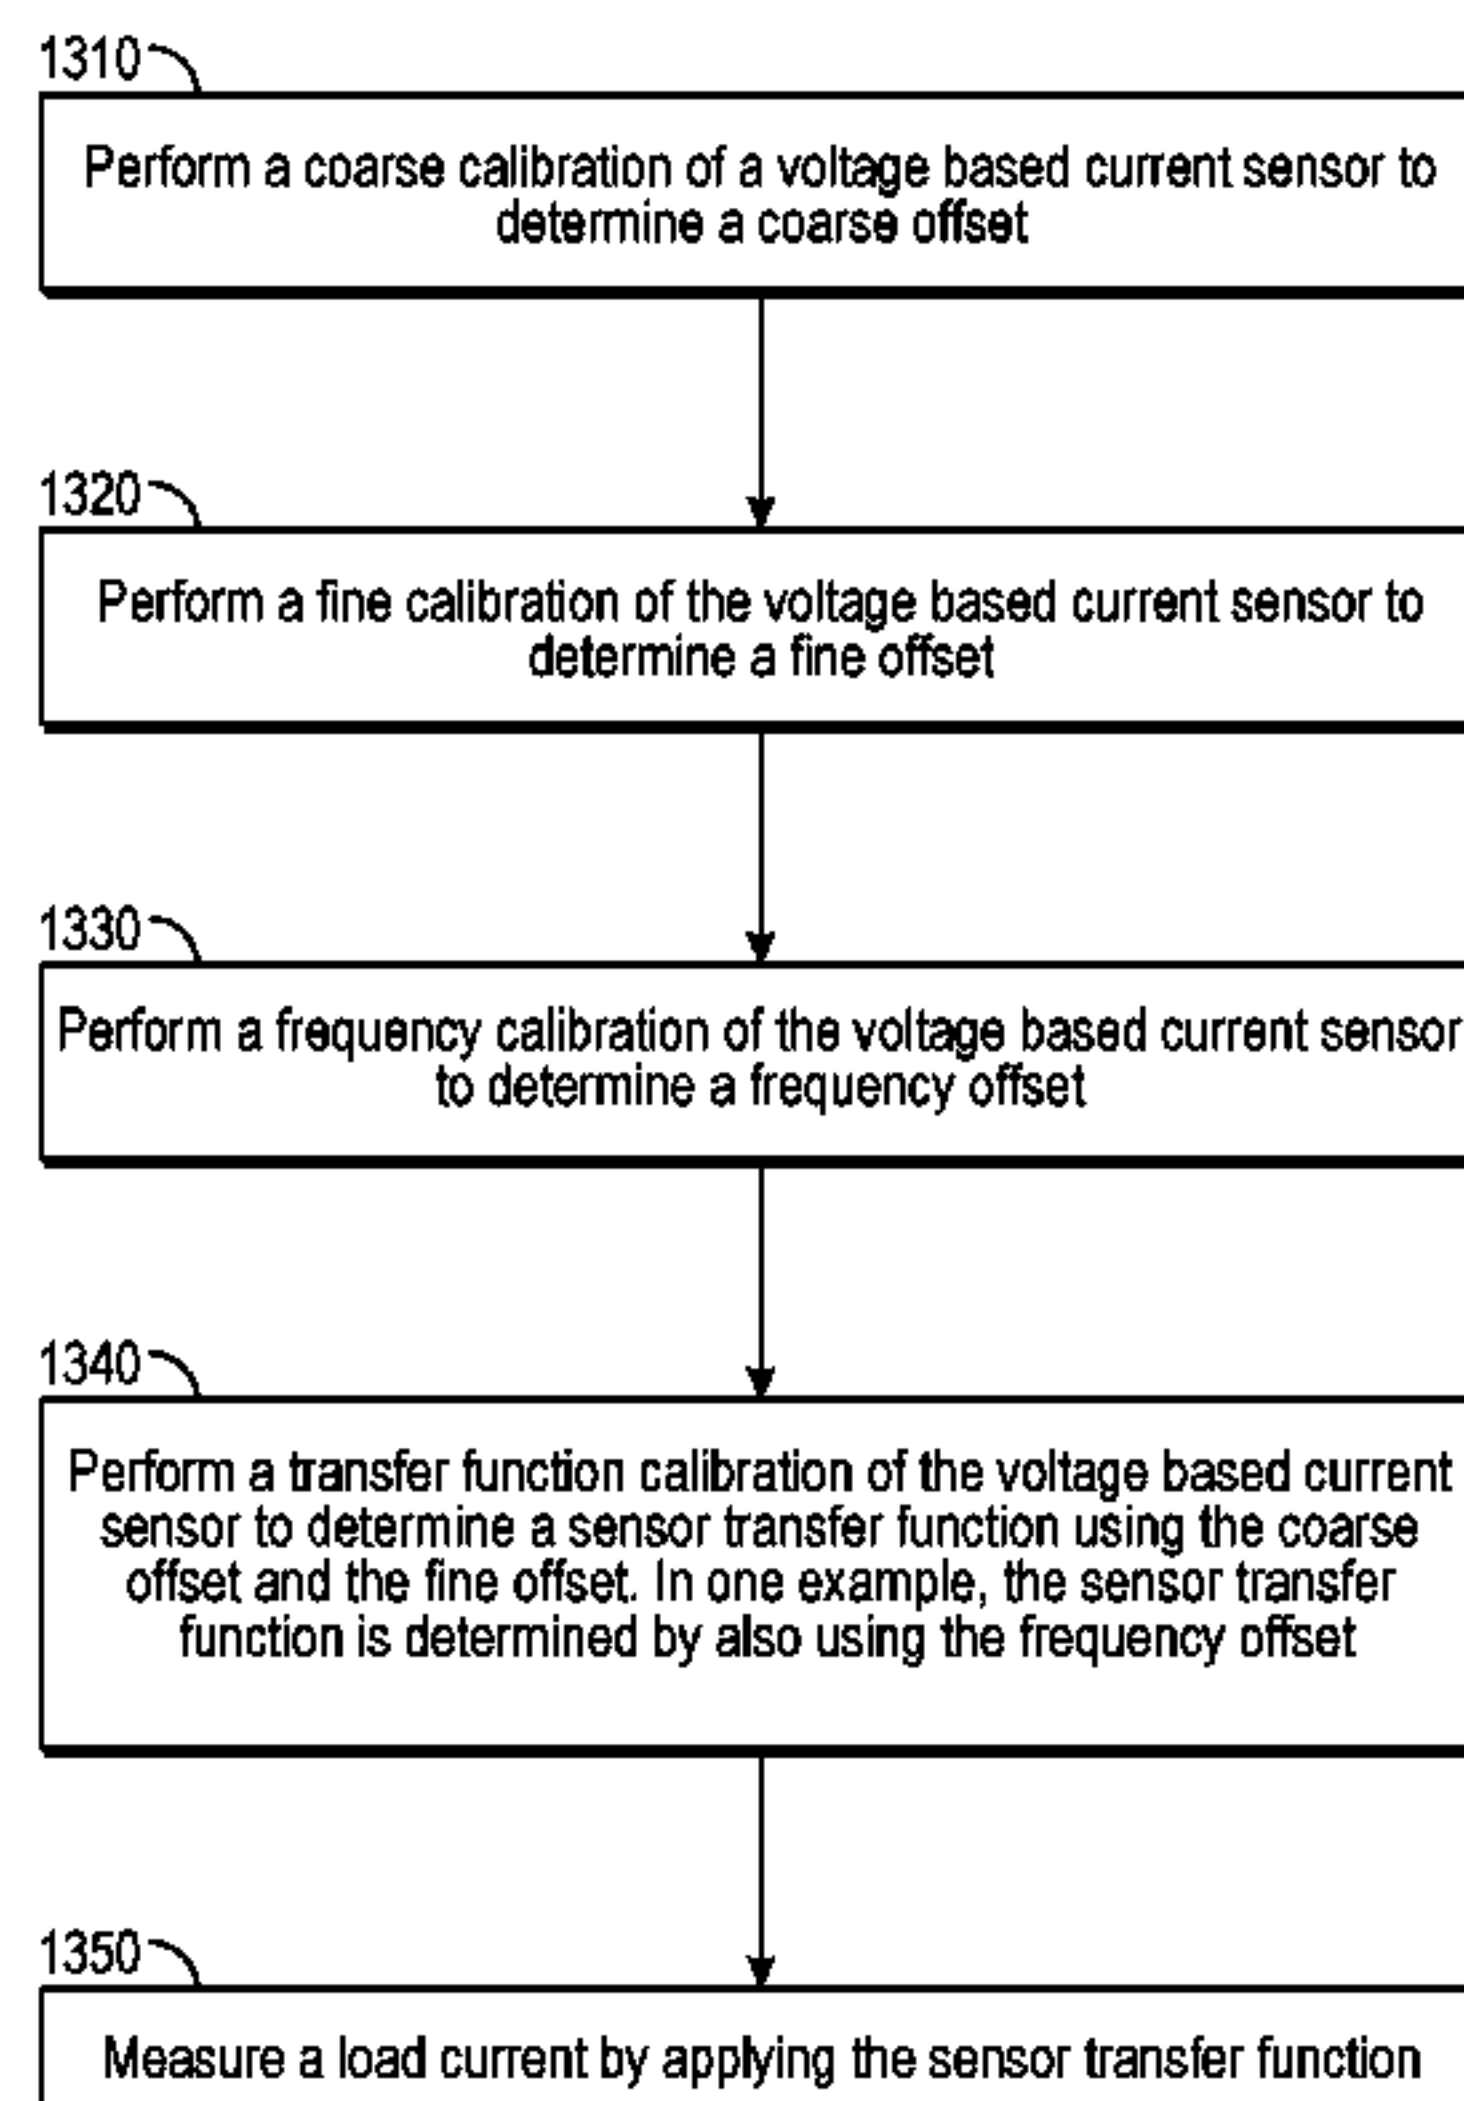 1310
Perform a coarse calibration of a voltage based current sensor to
determine a coarse offset
1320
Perform a fine calibration of the voltage based current sensor to
determine a fine offset
1330
Perform a frequency calibration of the voltage based current sensor
to determine a frequency offset
1340
Perform a transfer function calibration of the voltage based current
sensor to determine a sensor transfer function using the coarse
offset and the fine offset. In one example, the sensor transfer
function is determined by also using the frequency offset
1350
Measure a load current by applying the sensor transfer function